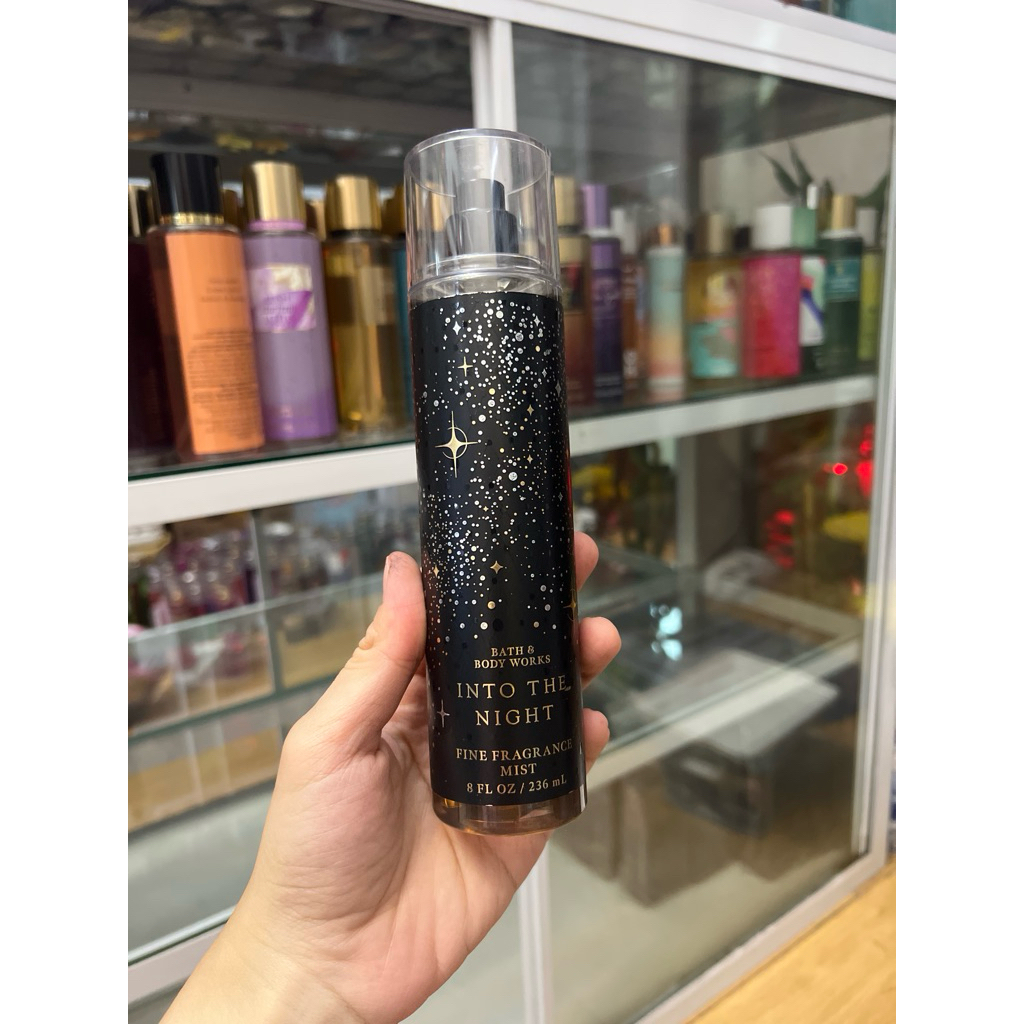 BATH &
BODY WORKS
INTO THE
NIGHT
FINE FRAGRANCE
MIST
8 FL OZ / 236 mL